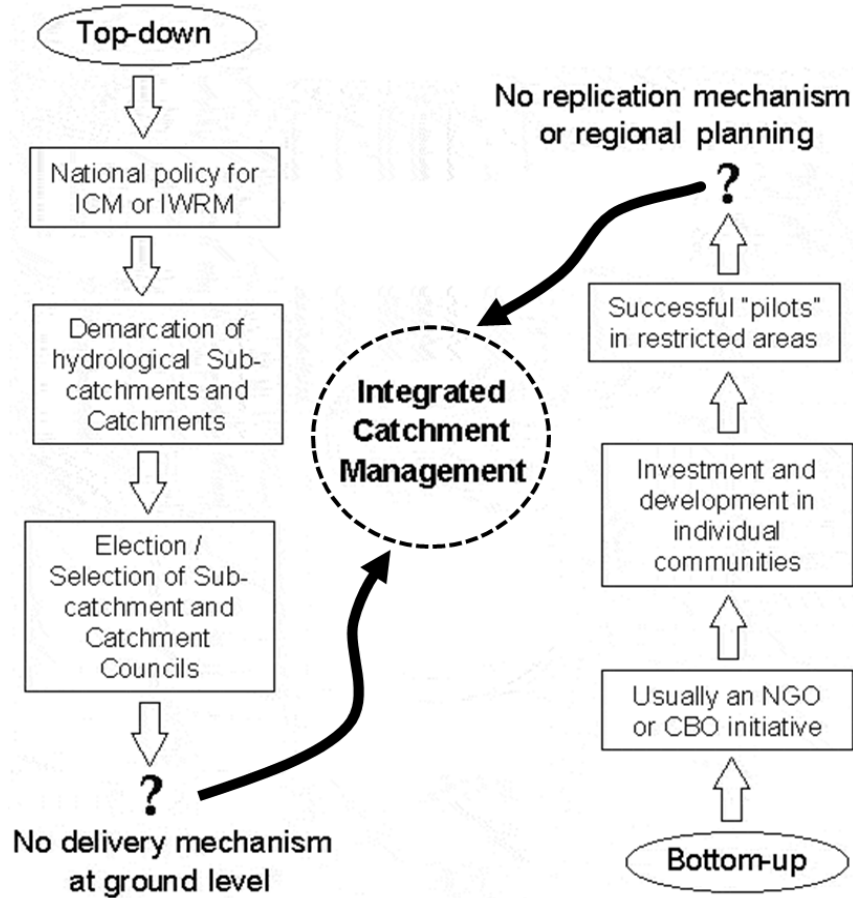 Top-down
National policy for
ICM or IWRM
Demarcation of
hydrological Sub-
catchments and
Catchments
Election /
Selection of Sub-
catchment and
Catchment
Councils
?
No delivery mechanism
at ground level
Integrated
Catchment
Management
No replication mechanism
or regional planning
?
Successful "pilots"
in restricted areas
Investment and
development in
individual
communities
Usually an NGO
or CBO initiative
Bottom-up